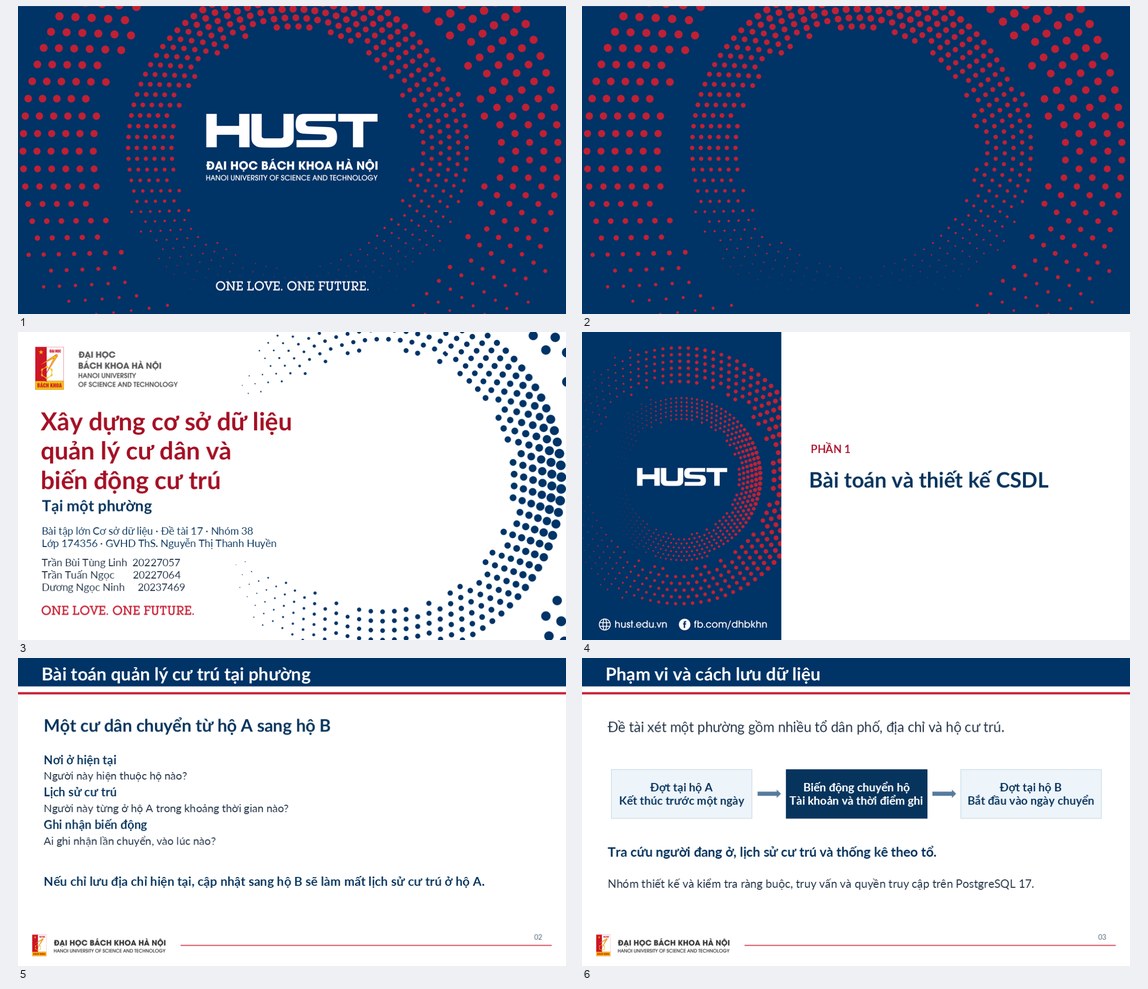 HUST
ĐẠI HỌC BÁCH KHOA HÀ NỘI
HANOI UNIVERSITY OF SCIENCE AND TECHNOLOGY
ONE LOVE. ONE FUTURE.
1
2
ĐẠI HỌC
BÁCH KHOA HÀ NỘI
HANOI UNIVERSITY
OF SCIENCE AND TECHNOLOGY
BÁCH KHOA
Xây dựng cơ sở dữ liệu
quản lý cư dân và
biến động cư trú
Tại một phường
Bài tập lớn Cơ sở dữ liệu · Đề tài 17 · Nhóm 38
Lớp 174356 · GVHD ThS. Nguyễn Thị Thanh Huyền
Trần Bùi Tùng Linh 20227057
Trần Tuấn Ngọc 20227064
Dương Ngọc Ninh 20237469
ONE LOVE. ONE FUTURE.
3
HUST
hust.edu.vn fb.com/dhbkhn
PHẦN 1
Bài toán và thiết kế CSDL
4
Bài toán quản lý cư trú tại phường
Một cư dân chuyển từ hộ A sang hộ B
Nơi ở hiện tại
Người này hiện thuộc hộ nào?
Lịch sử cư trú
Người này từng ở hộ A trong khoảng thời gian nào?
Ghi nhận biến động
Ai ghi nhận lần chuyển, vào lúc nào?
Nếu chỉ lưu địa chỉ hiện tại, cập nhật sang hộ B sẽ làm mất lịch sử cư trú ở hộ A.
ĐẠI HỌC BÁCH KHOA HÀ NỘI
HANOI UNIVERSITY OF SCIENCE AND TECHNOLOGY
02
5
Phạm vi và cách lưu dữ liệu
Đề tài xét một phường gồm nhiều tổ dân phố, địa chỉ và hộ cư trú.
Đợt tại hộ A
Kết thúc trước một ngày
Biến động chuyển hộ
Tài khoản và thời điểm ghi
Đợt tại hộ B
Bắt đầu vào ngày chuyển
Tra cứu người đang ở, lịch sử cư trú và thống kê theo tổ.
Nhóm thiết kế và kiểm tra ràng buộc, truy vấn và quyền truy cập trên PostgreSQL 17.
ĐẠI HỌC BÁCH KHOA HÀ NỘI
HANOI UNIVERSITY OF SCIENCE AND TECHNOLOGY
03
6